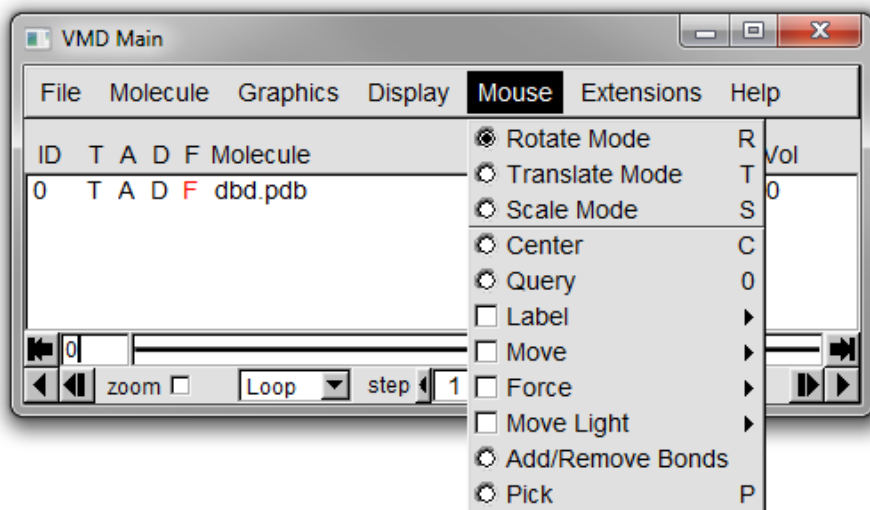 VMD Main
File Molecule Graphics Display Mouse Extensions Help
ID T A D F Molecule Vol
0 T A D F dbd.pdb 0
Rotate Mode R
Translate Mode T
Scale Mode S
Center C
Query 0
Label
Move
Force
Move Light
Add/Remove Bonds
Pick P
0
zoom Loop step 1